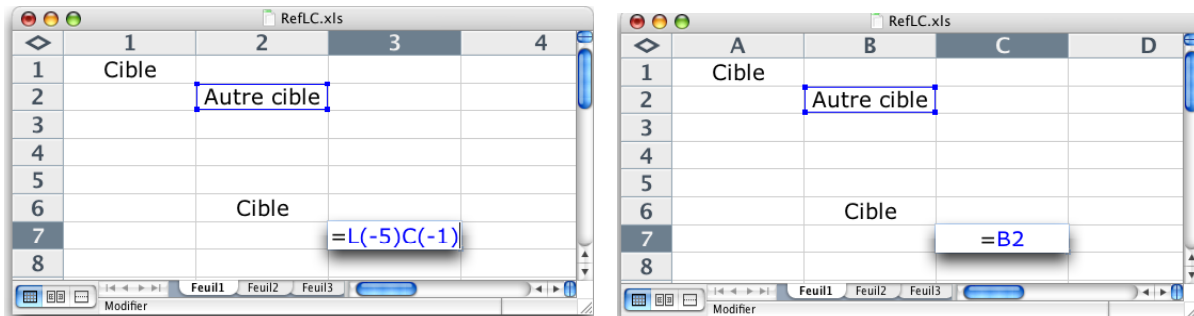 RefLC.xls
1 2 3 4
1 Cible
2 Autre cible
3
4
5
6 Cible
7 =L(-5)C(-1)
8
Feuil1 Feuil2 Feuil3
Modifier
RefLC.xls
A B C D
1 Cible
2 Autre cible
3
4
5
6 Cible
7 =B2
8
Feuil1 Feuil2 Feuil3
Modifier